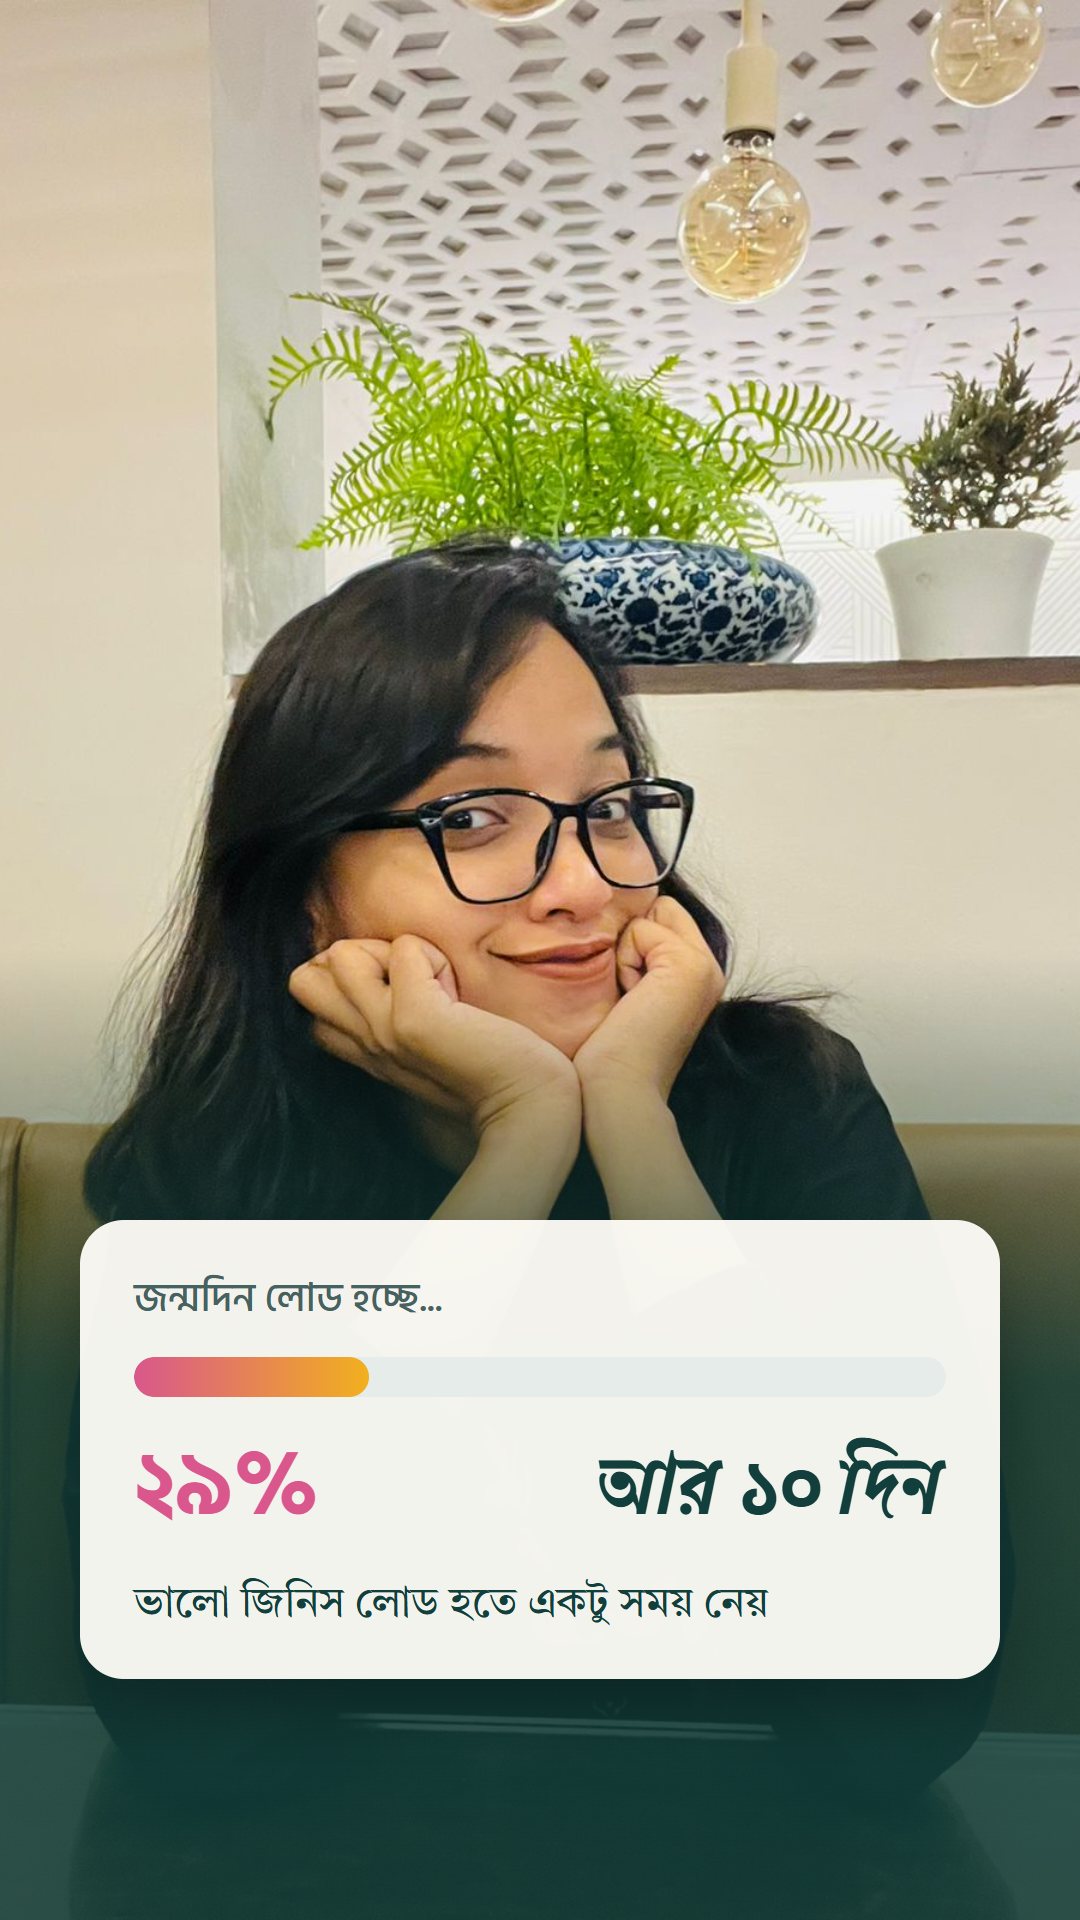 জন্মদিন লোড হচ্ছে...
২৯%
আর ১০ দিন
ভালো জিনিস লোড হতে একটু সময় নেয়